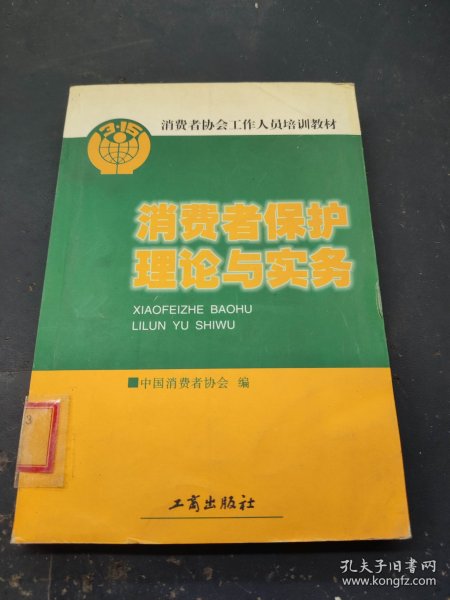 3·15
消费者协会工作人员培训教材
消费者保护
理论与实务
XIAOFEIZHE BAOHU
LILUN YU SHIWU
■中国消费者协会 编
3
工商出版社
孔夫子旧书网
www.kongfz.com